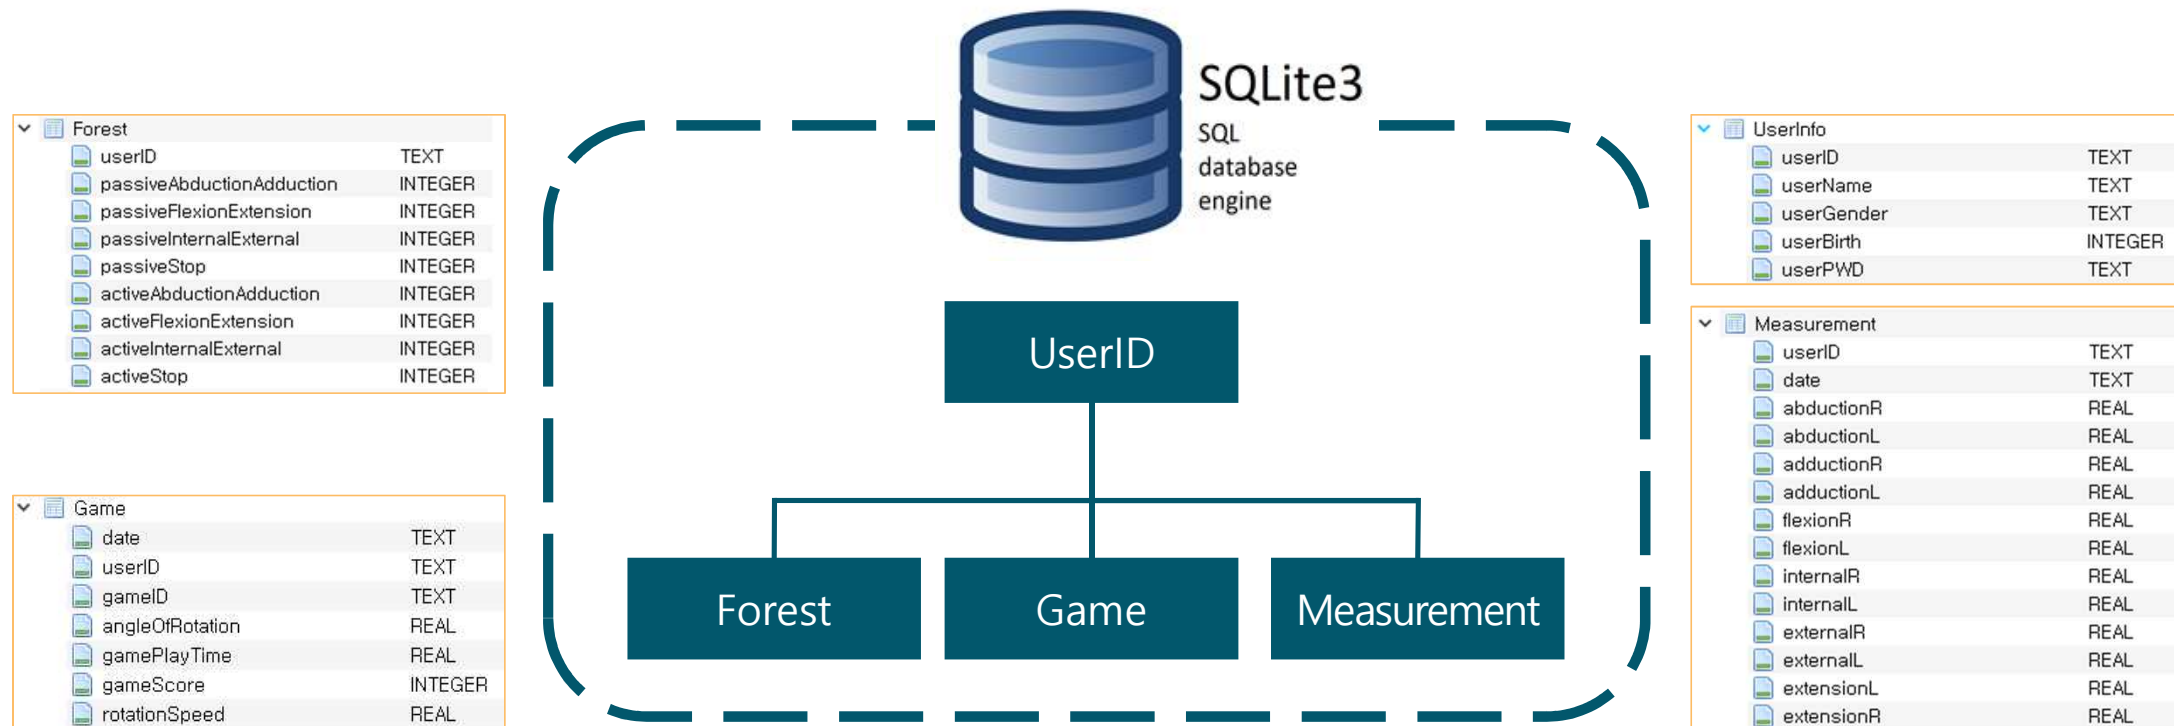 SQLite3
SQL
database
engine
Forest
userID TEXT
passiveAbductionAdduction INTEGER
passiveFlexionExtension INTEGER
passiveInternalExternal INTEGER
passiveStop INTEGER
activeAbductionAdduction INTEGER
activeFlexionExtension INTEGER
activeInternalExternal INTEGER
activeStop INTEGER
Game
date TEXT
userID TEXT
gameID TEXT
angleOfRotation REAL
gamePlayTime REAL
gameScore INTEGER
rotationSpeed REAL
UserID
Forest
Game
Measurement
UserInfo
userID TEXT
userName TEXT
userGender TEXT
userBirth INTEGER
userPWD TEXT
Measurement
userID TEXT
date TEXT
abductionR REAL
abductionL REAL
adductionR REAL
adductionL REAL
flexionR REAL
flexionL REAL
internalR REAL
internalL REAL
externalR REAL
externalL REAL
extensionL REAL
extensionR REAL